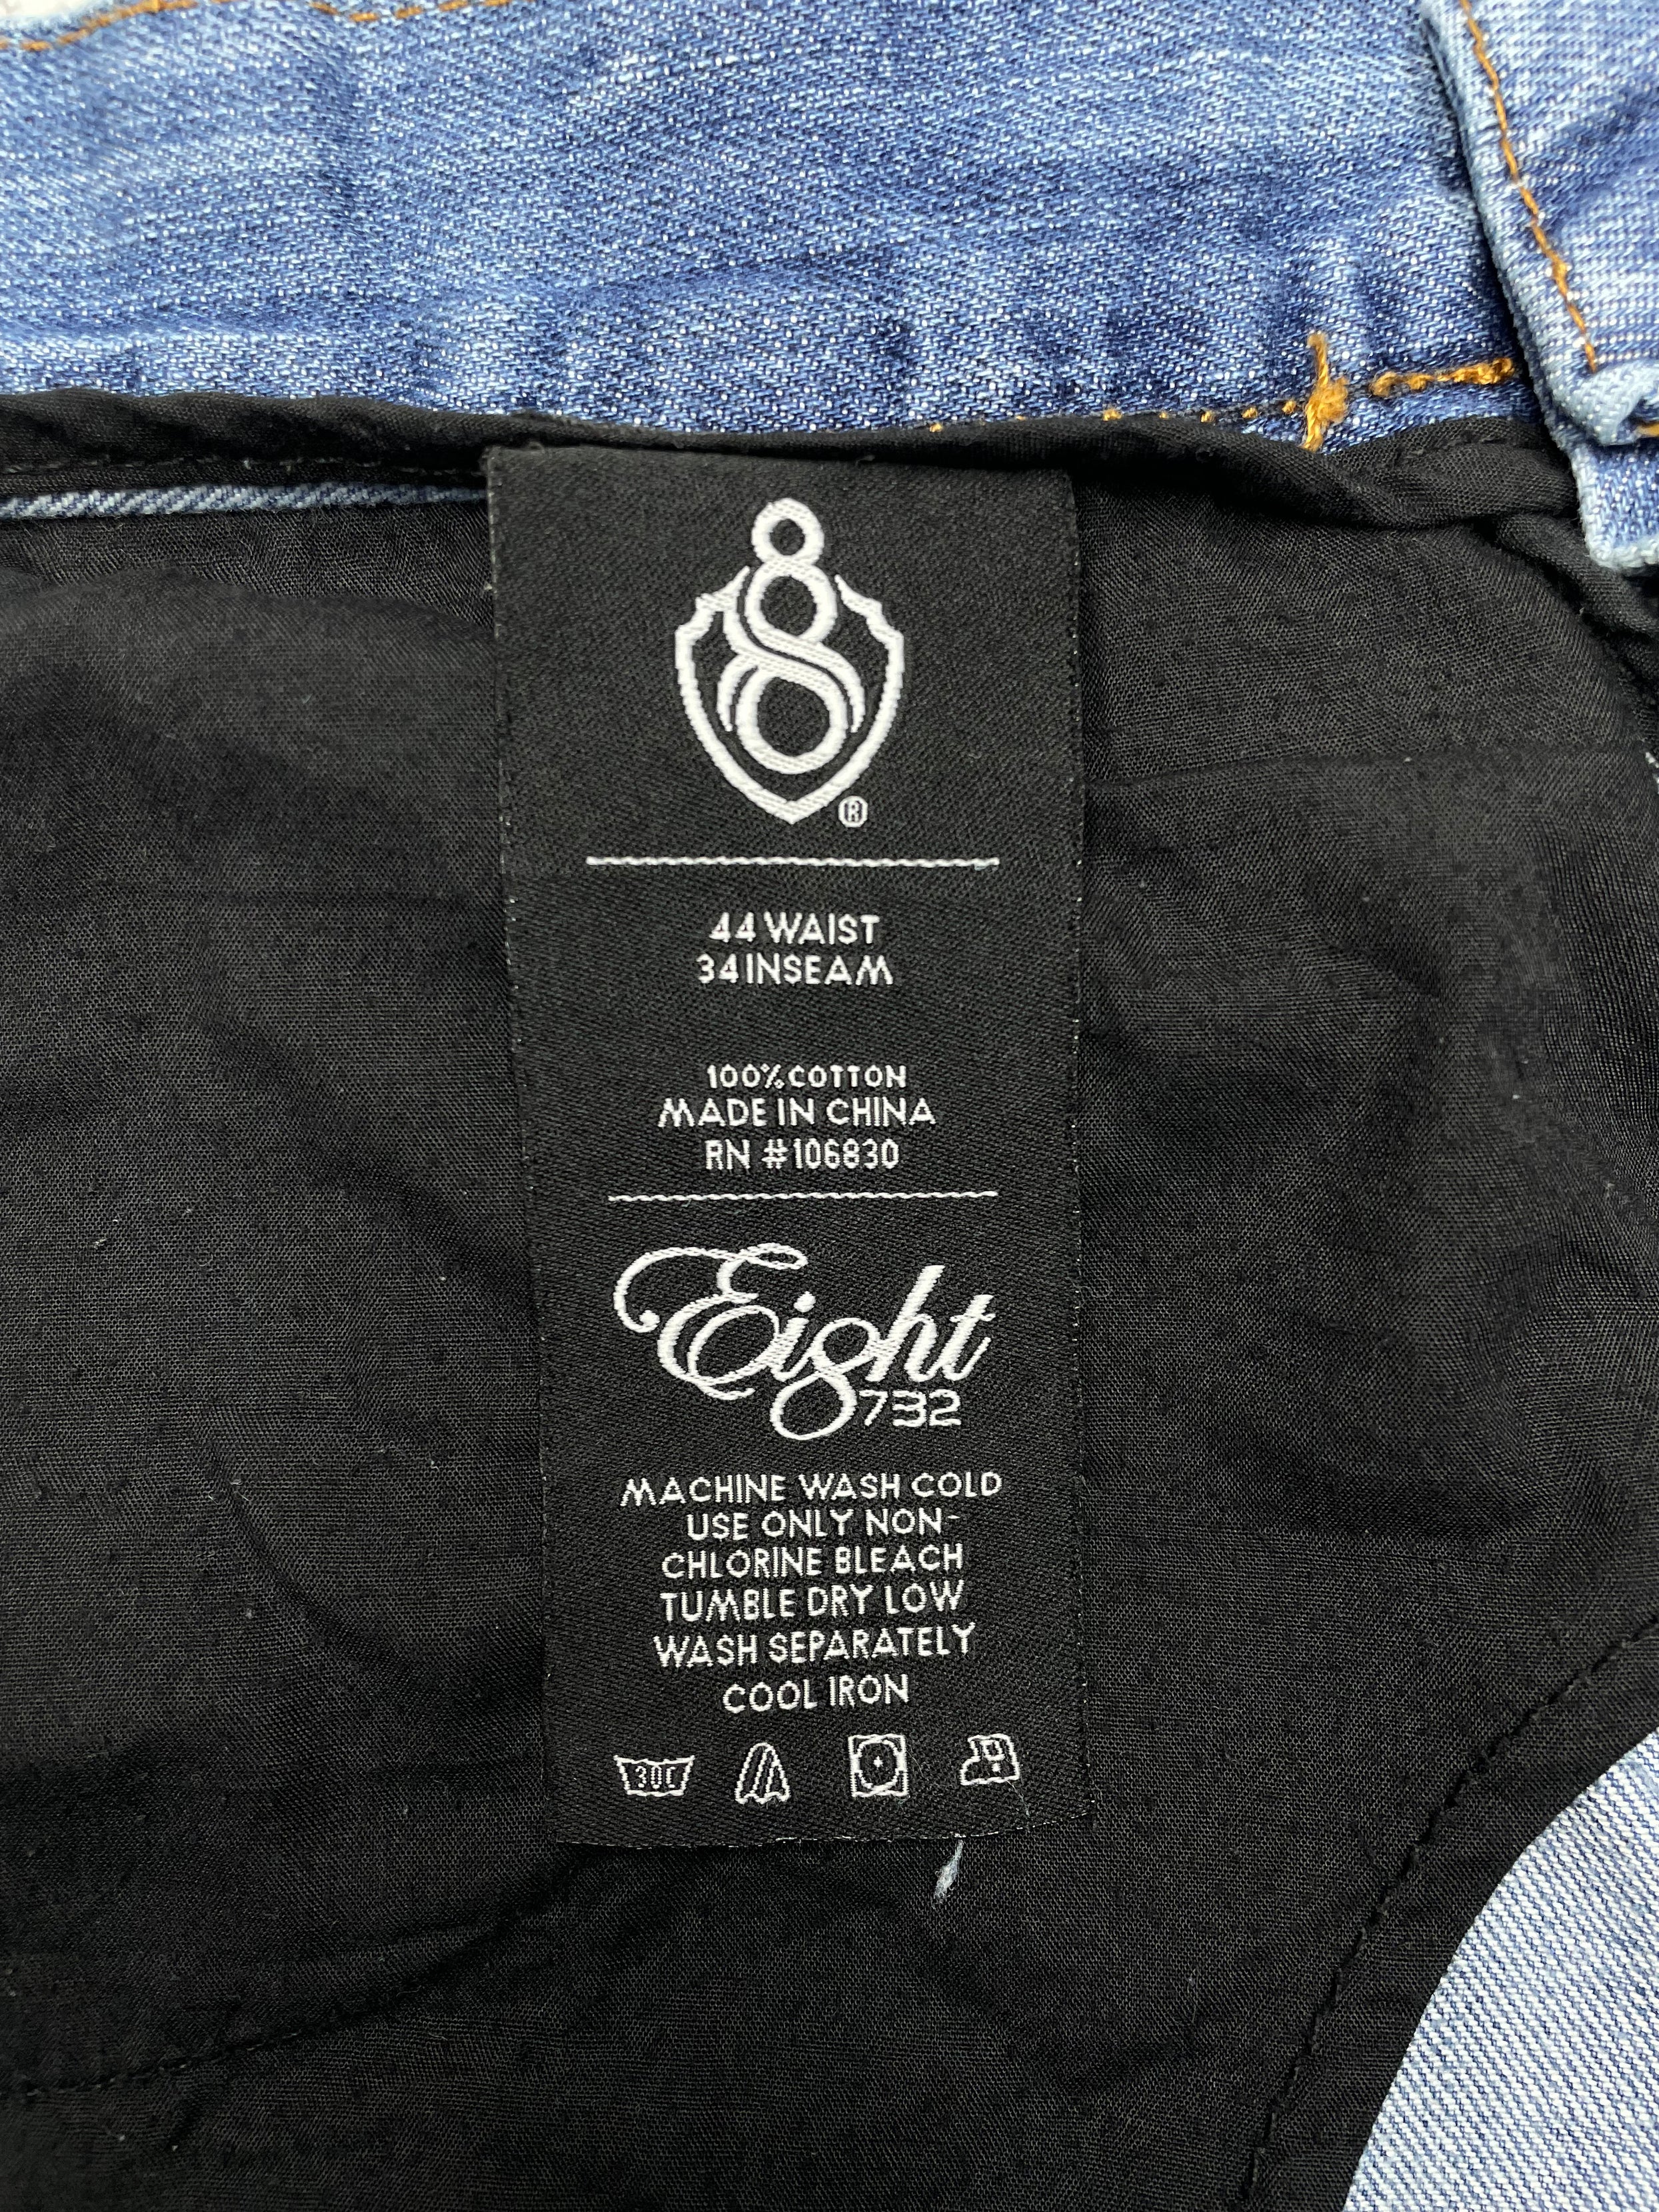 8
®
44 WAIST
34 INSEAM
100% COTTON
MADE IN CHINA
RN #106830
Eight
732
MACHINE WASH COLD
USE ONLY NON-
CHLORINE BLEACH
TUMBLE DRY LOW
WASH SEPARATELY
COOL IRON
30C